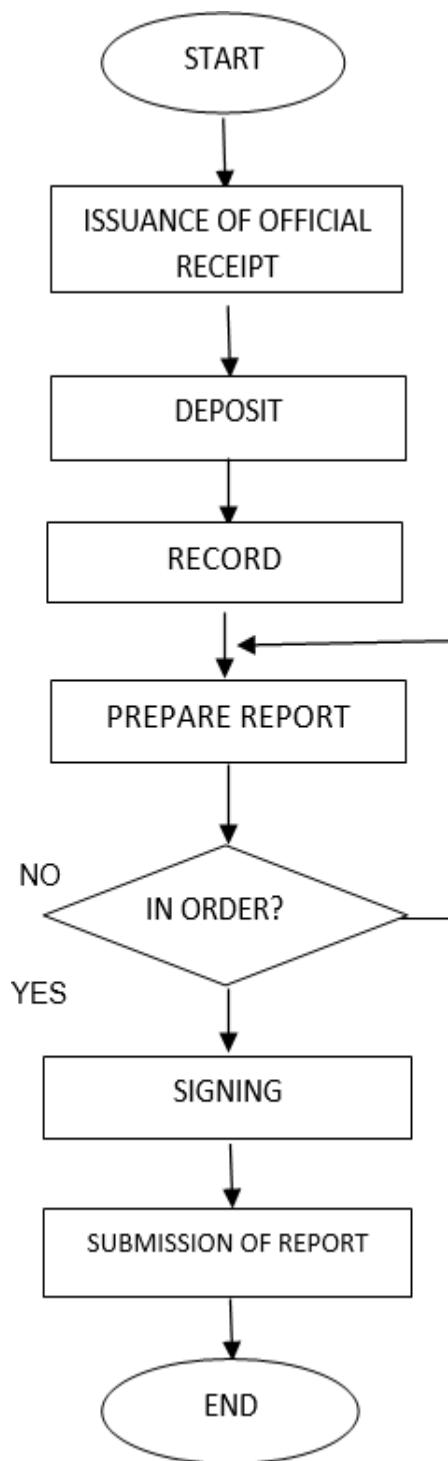 START
ISSUANCE OF OFFICIAL
RECEIPT
DEPOSIT
RECORD
PREPARE REPORT
NO
IN ORDER?
YES
SIGNING
SUBMISSION OF REPORT
END